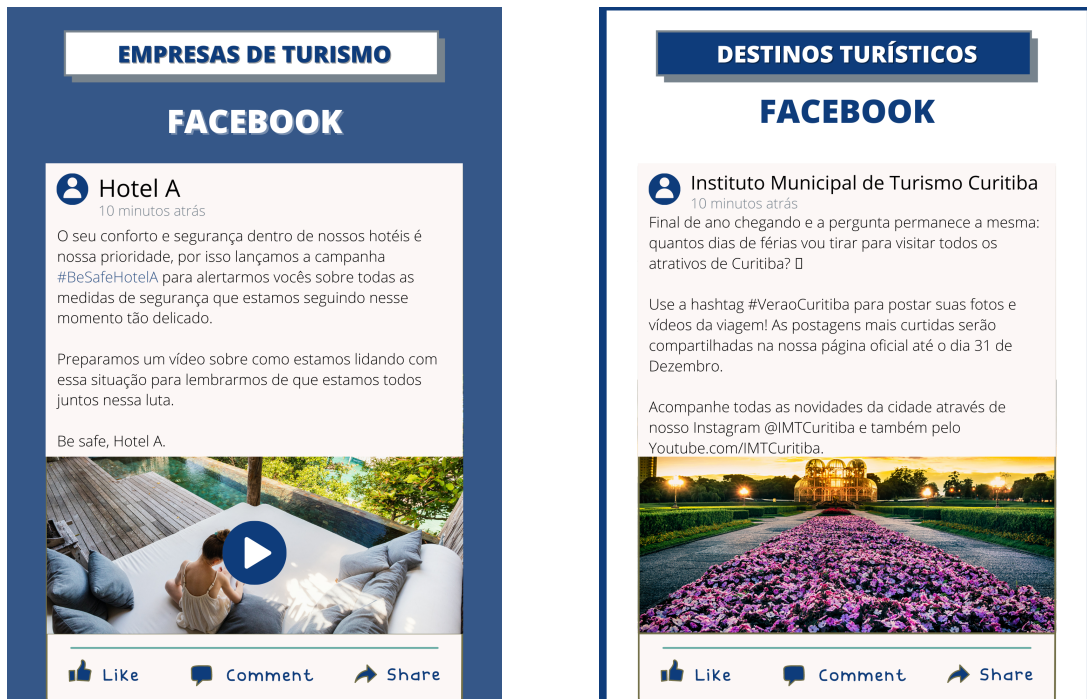 EMPRESAS DE TURISMO
FACEBOOK
Hotel A
10 minutos atrás
O seu conforto e segurança dentro de nossos hotéis é
nossa prioridade, por isso lançamos a campanha
#BeSafeHotelA para alertarmos vocês sobre todas as
medidas de segurança que estamos seguindo nesse
momento tão delicado.
Preparamos um vídeo sobre como estamos lidando com
essa situação para lembrarmos de que estamos todos
juntos nessa luta.
Be safe, Hotel A.
Like Comment Share
DESTINOS TURÍSTICOS
FACEBOOK
Instituto Municipal de Turismo Curitiba
10 minutos atrás
Final de ano chegando e a pergunta permanece a mesma:
quantos dias de férias vou tirar para visitar todos os
atrativos de Curitiba?
Use a hashtag #VeraoCuritiba para postar suas fotos e
vídeos da viagem! As postagens mais curtidas serão
compartilhadas na nossa página oficial até o dia 31 de
Dezembro.
Acompanhe todas as novidades da cidade através de
nosso Instagram @IMTCuritiba e também pelo
Youtube.com/IMTCuritiba.
Like Comment Share